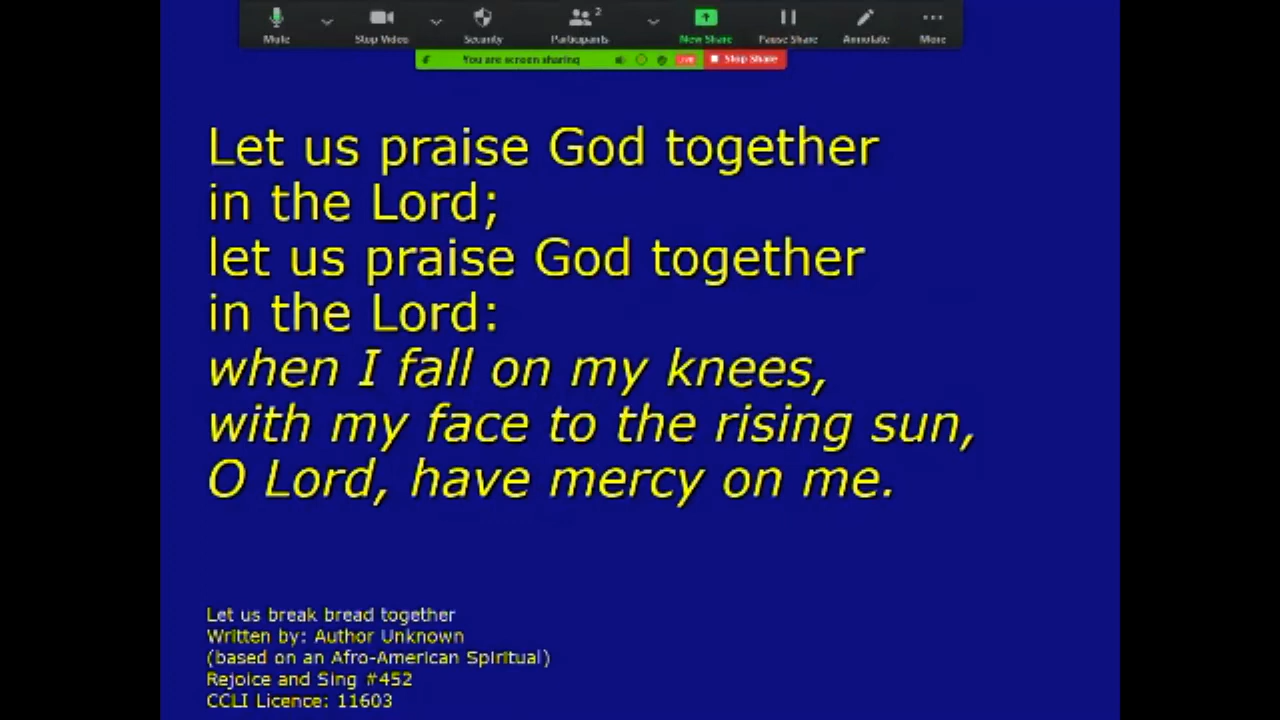 Mute Stop Video Security Participants 2 New Share Pause Share Annotate More
You are screen sharing LIVE Stop Share
Let us praise God together
in the Lord;
let us praise God together
in the Lord:
when I fall on my knees,
with my face to the rising sun,
O Lord, have mercy on me.
Let us break bread together
Written by: Author Unknown
(based on an Afro-American Spiritual)
Rejoice and Sing #452
CCLI Licence: 11603